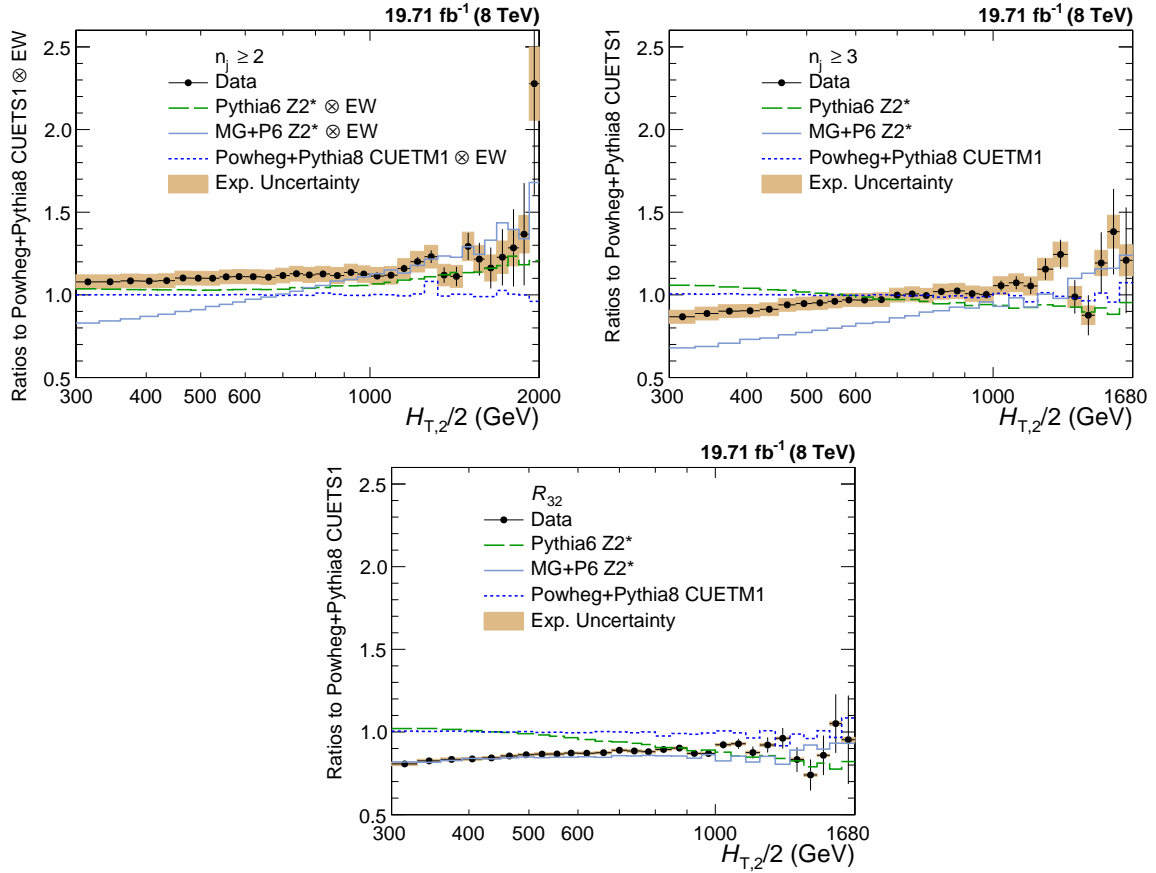 19.71 fb⁻¹ (8 TeV)
Ratios to Powheg+Pythia8 CUETS1 ⊗ EW
2.5
2.0
1.5
1.0
0.5
n_j ≥ 2
Data
Pythia6 Z2* ⊗ EW
MG+P6 Z2* ⊗ EW
Powheg+Pythia8 CUETM1 ⊗ EW
Exp. Uncertainty
300 400 500 600 1000 2000
H_T,2/2 (GeV)
19.71 fb⁻¹ (8 TeV)
Ratios to Powheg+Pythia8 CUETS1
2.5
2.0
1.5
1.0
0.5
n_j ≥ 3
Data
Pythia6 Z2*
MG+P6 Z2*
Powheg+Pythia8 CUETM1
Exp. Uncertainty
300 400 500 600 1000 1680
H_T,2/2 (GeV)
19.71 fb⁻¹ (8 TeV)
Ratios to Powheg+Pythia8 CUETS1
2.5
2.0
1.5
1.0
0.5
R_32
Data
Pythia6 Z2*
MG+P6 Z2*
Powheg+Pythia8 CUETM1
Exp. Uncertainty
300 400 500 600 1000 1680
H_T,2/2 (GeV)